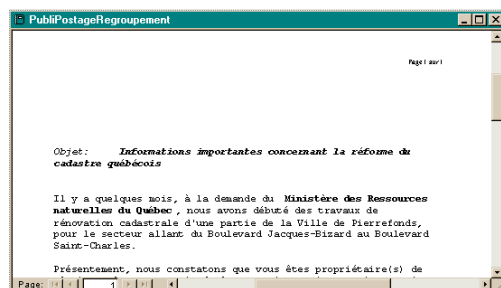 PubliPostageRegroupement
Page 1 sur 1
Objet: Informations importantes concernant la réforme du
cadastre québécois
Il y a quelques mois, à la demande du Ministère des Ressources
naturelles du Québec, nous avons débuté des travaux de
rénovation cadastrale d'une partie de la Ville de Pierrefonds,
pour le secteur allant du Boulevard Jacques-Bizard au Boulevard
Saint-Charles.
Présentement, nous constatons que vous êtes propriétaire(s) de
Page: 1